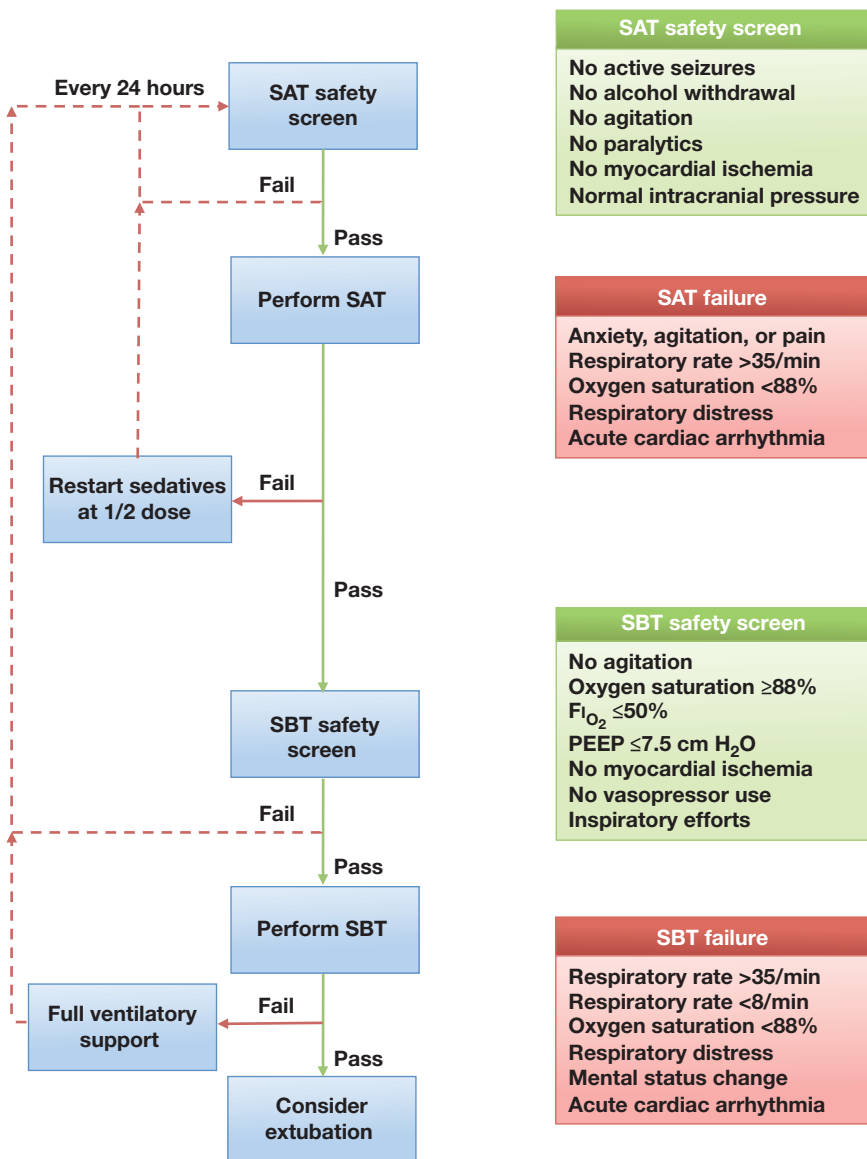 Every 24 hours
SAT safety
screen
Fail
Pass
Perform SAT
Restart sedatives
at 1/2 dose
Fail
Pass
SBT safety
screen
Fail
Pass
Perform SBT
Full ventilatory
support
Fail
Pass
Consider
extubation
SAT safety screen
No active seizures
No alcohol withdrawal
No agitation
No paralytics
No myocardial ischemia
Normal intracranial pressure
SAT failure
Anxiety, agitation, or pain
Respiratory rate >35/min
Oxygen saturation <88%
Respiratory distress
Acute cardiac arrhythmia
SBT safety screen
No agitation
Oxygen saturation ≥88%
FIO₂ ≤50%
PEEP ≤7.5 cm H₂O
No myocardial ischemia
No vasopressor use
Inspiratory efforts
SBT failure
Respiratory rate >35/min
Respiratory rate <8/min
Oxygen saturation <88%
Respiratory distress
Mental status change
Acute cardiac arrhythmia